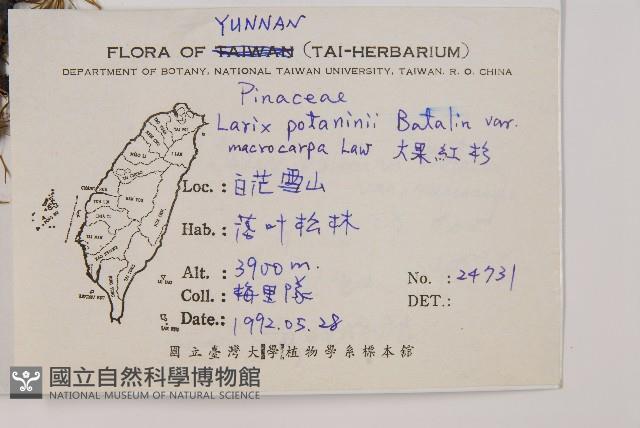 YUNNAN
FLORA OF TAIWAN (TAI-HERBARIUM)
DEPARTMENT OF BOTANY, NATIONAL TAIWAN UNIVERSITY, TAIWAN, R. O. CHINA
Pinaceae
Larix potaninii Batalin var.
macrocarpa Law 大果紅杉
Loc.: 白茫雪山
Hab.: 落叶松林
Alt.: 3900 m.
No.: 24731
Coll.: 梅里隊
DET.:
Date.: 1992.05.28
國立臺灣大學植物學系標本館
國立自然科學博物館
NATIONAL MUSEUM OF NATURAL SCIENCE